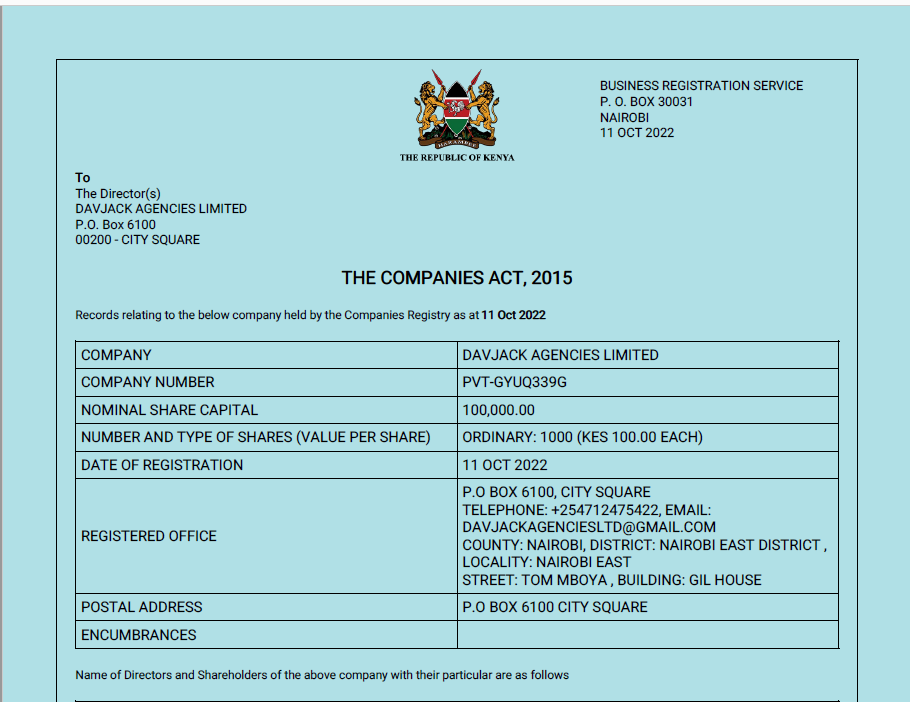 BUSINESS REGISTRATION SERVICE
P. O. BOX 30031
NAIROBI
11 OCT 2022
HARAMBEE
THE REPUBLIC OF KENYA
To
The Director(s)
DAVJACK AGENCIES LIMITED
P.O. Box 6100
00200 - CITY SQUARE
THE COMPANIES ACT, 2015
Records relating to the below company held by the Companies Registry as at 11 Oct 2022
COMPANY DAVJACK AGENCIES LIMITED
COMPANY NUMBER PVT-GYUQ339G
NOMINAL SHARE CAPITAL 100,000.00
NUMBER AND TYPE OF SHARES (VALUE PER SHARE) ORDINARY: 1000 (KES 100.00 EACH)
DATE OF REGISTRATION 11 OCT 2022
REGISTERED OFFICE
P.O BOX 6100, CITY SQUARE
TELEPHONE: +254712475422, EMAIL:
DAVJACKAGENCIESLTD@GMAIL.COM
COUNTY: NAIROBI, DISTRICT: NAIROBI EAST DISTRICT ,
LOCALITY: NAIROBI EAST
STREET: TOM MBOYA , BUILDING: GIL HOUSE
POSTAL ADDRESS P.O BOX 6100 CITY SQUARE
ENCUMBRANCES
Name of Directors and Shareholders of the above company with their particular are as follows